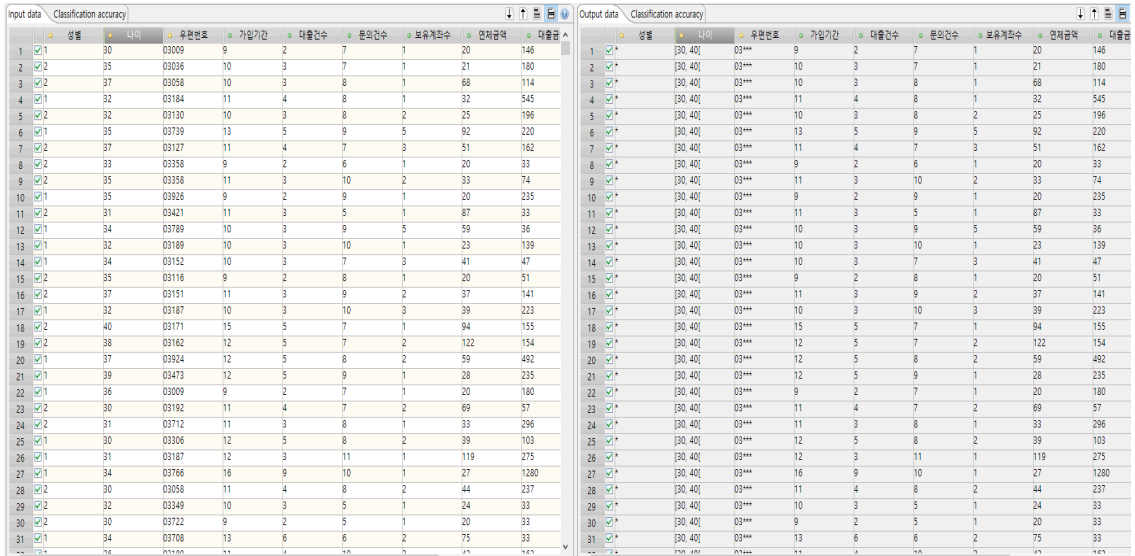 Input data Classification accuracy
성별 나이 우편번호 가입기간 대출건수 문의건수 보유계좌수 연체금액 대출금
1 1 30 03009 9 2 7 1 20 146
2 2 35 03036 10 3 7 1 21 180
3 2 37 03058 10 3 8 1 68 114
4 1 32 03184 11 4 8 1 32 545
5 2 32 03130 10 3 8 2 25 196
6 1 35 03739 13 5 9 5 92 220
7 2 37 03127 11 4 7 3 51 162
8 2 33 03358 9 2 6 1 20 33
9 2 35 03358 11 3 10 2 33 74
10 1 35 03926 9 2 9 1 20 235
11 2 31 03421 11 3 5 1 87 33
12 1 34 03789 10 3 9 5 59 36
13 1 32 03189 10 3 10 1 23 139
14 1 34 03152 10 3 7 3 41 47
15 2 35 03116 9 2 8 1 20 51
16 2 37 03151 11 3 9 2 37 141
17 1 32 03187 10 3 10 3 39 223
18 2 40 03171 15 5 7 1 94 155
19 2 38 03162 12 5 7 2 122 154
20 1 37 03924 12 5 8 2 59 492
21 1 39 03473 12 5 9 1 28 235
22 1 36 03009 9 2 7 1 20 180
23 2 30 03192 11 4 7 2 69 57
24 2 31 03712 11 3 8 1 33 296
25 1 30 03306 12 5 8 2 39 103
26 1 31 03187 12 3 11 1 119 275
27 1 34 03766 16 9 10 1 27 1280
28 2 30 03058 11 4 8 2 44 237
29 2 32 03349 10 3 5 1 24 33
30 2 30 03722 9 2 5 1 20 33
31 1 34 03708 13 6 6 2 75 33
Output data Classification accuracy
성별 나이 우편번호 가입기간 대출건수 문의건수 보유계좌수 연체금액 대출금
1 * [30, 40[ 03*** 9 2 7 1 20 146
2 * [30, 40[ 03*** 10 3 7 1 21 180
3 * [30, 40[ 03*** 10 3 8 1 68 114
4 * [30, 40[ 03*** 11 4 8 1 32 545
5 * [30, 40[ 03*** 10 3 8 2 25 196
6 * [30, 40[ 03*** 13 5 9 5 92 220
7 * [30, 40[ 03*** 11 4 7 3 51 162
8 * [30, 40[ 03*** 9 2 6 1 20 33
9 * [30, 40[ 03*** 11 3 10 2 33 74
10 * [30, 40[ 03*** 9 2 9 1 20 235
11 * [30, 40[ 03*** 11 3 5 1 87 33
12 * [30, 40[ 03*** 10 3 9 5 59 36
13 * [30, 40[ 03*** 10 3 10 1 23 139
14 * [30, 40[ 03*** 10 3 7 3 41 47
15 * [30, 40[ 03*** 9 2 8 1 20 51
16 * [30, 40[ 03*** 11 3 9 2 37 141
17 * [30, 40[ 03*** 10 3 10 3 39 223
18 * [30, 40[ 03*** 15 5 7 1 94 155
19 * [30, 40[ 03*** 12 5 7 2 122 154
20 * [30, 40[ 03*** 12 5 8 2 59 492
21 * [30, 40[ 03*** 12 5 9 1 28 235
22 * [30, 40[ 03*** 9 2 7 1 20 180
23 * [30, 40[ 03*** 11 4 7 2 69 57
24 * [30, 40[ 03*** 11 3 8 1 33 296
25 * [30, 40[ 03*** 12 5 8 2 39 103
26 * [30, 40[ 03*** 12 3 11 1 119 275
27 * [30, 40[ 03*** 16 9 10 1 27 1280
28 * [30, 40[ 03*** 11 4 8 2 44 237
29 * [30, 40[ 03*** 10 3 5 1 24 33
30 * [30, 40[ 03*** 9 2 5 1 20 33
31 * [30, 40[ 03*** 13 6 6 2 75 33